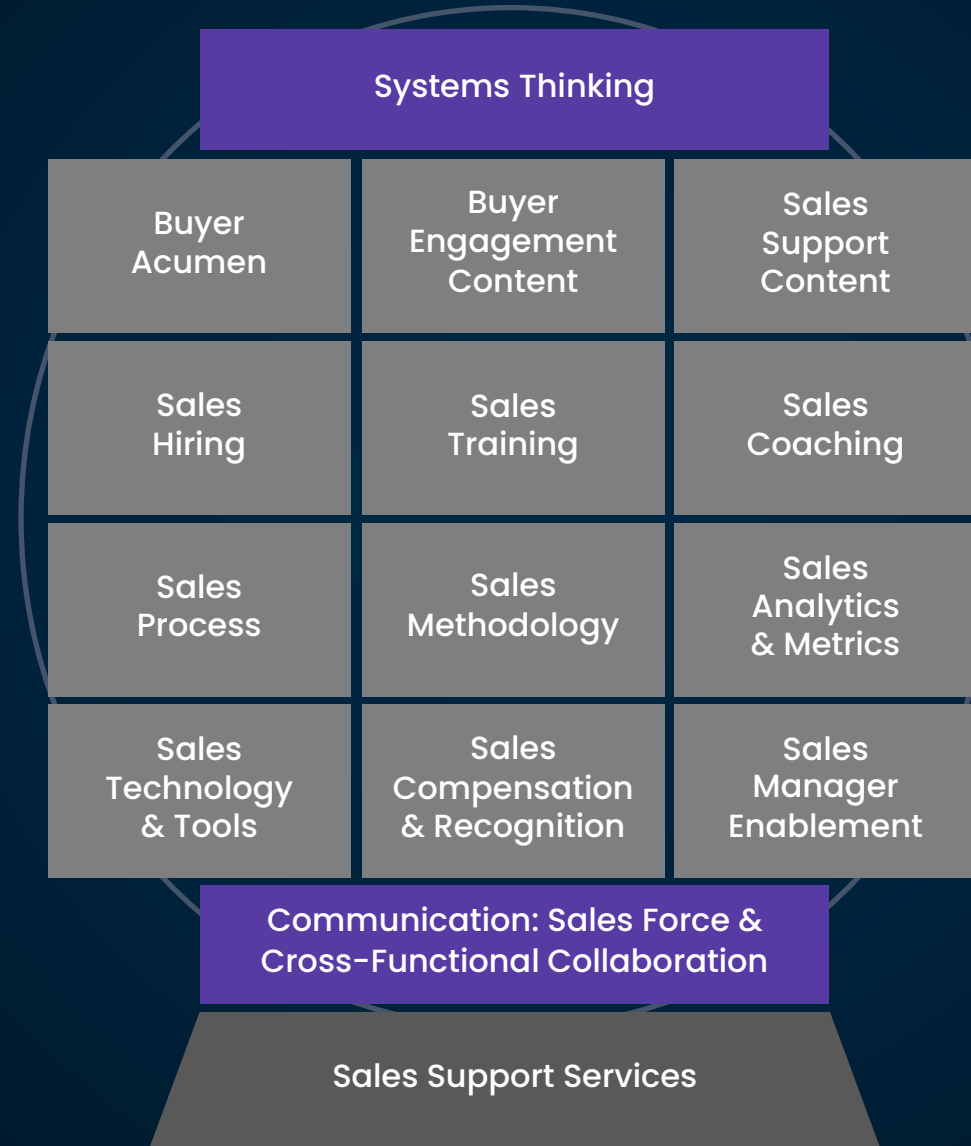 Systems Thinking
Buyer
Acumen
Buyer
Engagement
Content
Sales
Support
Content
Sales
Hiring
Sales
Training
Sales
Coaching
Sales
Process
Sales
Methodology
Sales
Analytics
& Metrics
Sales
Technology
& Tools
Sales
Compensation
& Recognition
Sales
Manager
Enablement
Communication: Sales Force &
Cross-Functional Collaboration
Sales Support Services